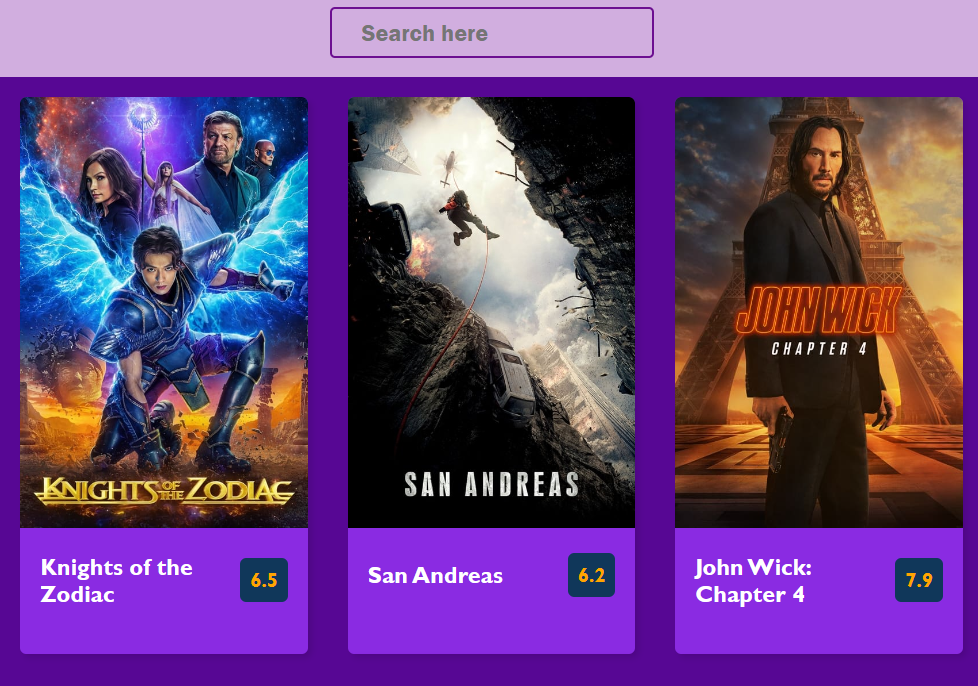 Search here
KNIGHTS OF THE ZODIAC
SAN ANDREAS
JOHN WICK
CHAPTER 4
Knights of the
Zodiac
6.5
San Andreas
6.2
John Wick:
Chapter 4
7.9